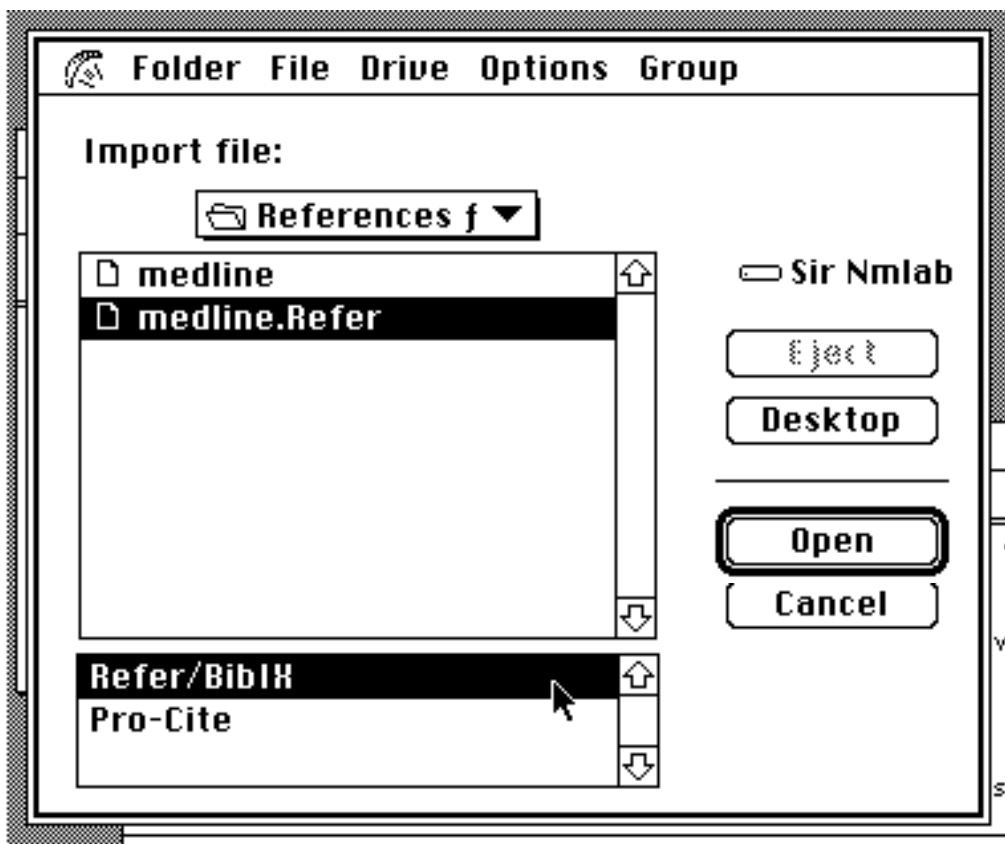 Folder File Drive Options Group
Import file:
References ƒ
medline
medline.Refer
Sir Nmlab
Eject
Desktop
Open
Cancel
Refer/BibIX
Pro-Cite